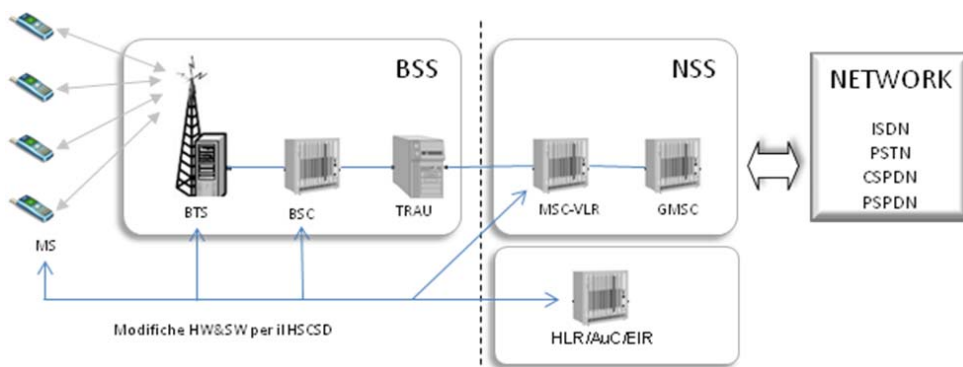 BSS
NSS
NETWORK
ISDN
PSTN
CSPDN
PSPDN
BTS
BSC
TRAU
MSC-VLR
GMSC
MS
Modifiche HW&SW per il HSCSD
HLR/AuC/EIR